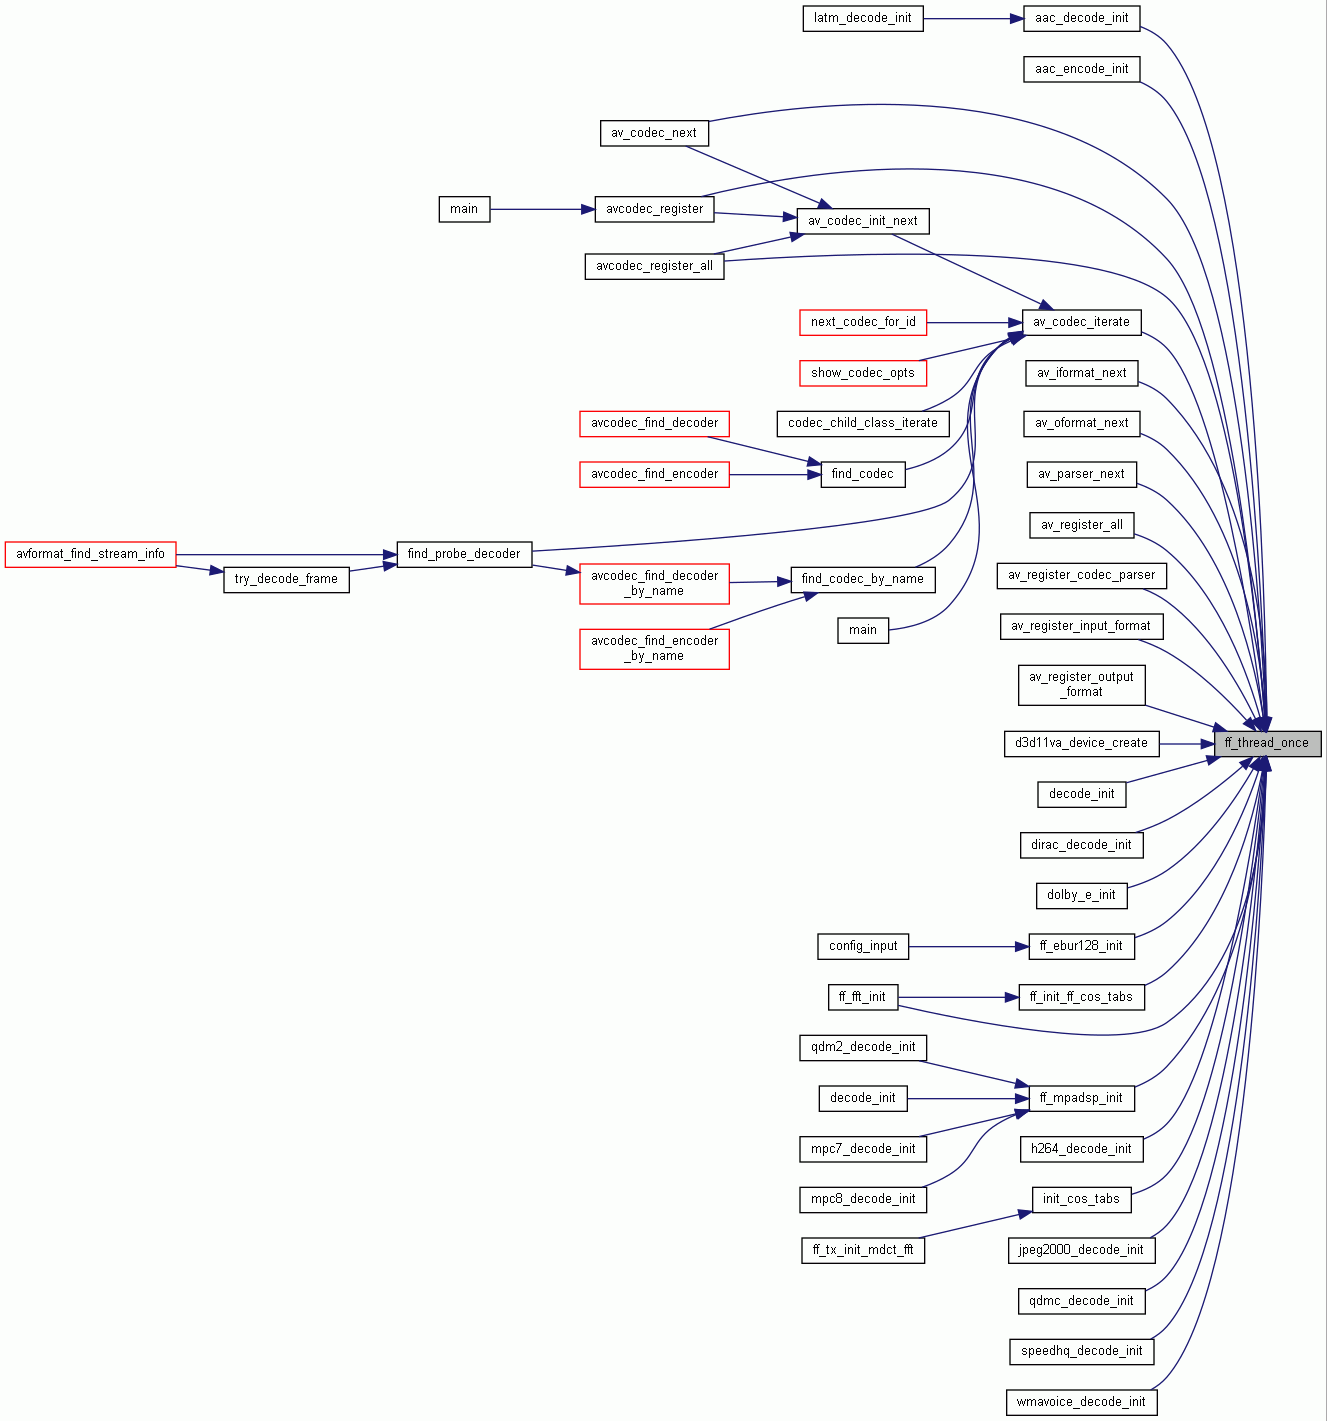 latm_decode_init
aac_decode_init
aac_encode_init
av_codec_next
main
avcodec_register
av_codec_init_next
avcodec_register_all
next_codec_for_id
av_codec_iterate
show_codec_opts
av_iformat_next
avcodec_find_decoder
codec_child_class_iterate
av_oformat_next
avcodec_find_encoder
find_codec
av_parser_next
av_register_all
avformat_find_stream_info
find_probe_decoder
try_decode_frame
avcodec_find_decoder
_by_name
find_codec_by_name
av_register_codec_parser
main
av_register_input_format
avcodec_find_encoder
_by_name
av_register_output
_format
d3d11va_device_create
ff_thread_once
decode_init
dirac_decode_init
dolby_e_init
config_input
ff_ebur128_init
ff_fft_init
ff_init_ff_cos_tabs
qdm2_decode_init
decode_init
ff_mpadsp_init
mpc7_decode_init
h264_decode_init
mpc8_decode_init
init_cos_tabs
ff_tx_init_mdct_fft
jpeg2000_decode_init
qdmc_decode_init
speedhq_decode_init
wmavoice_decode_init